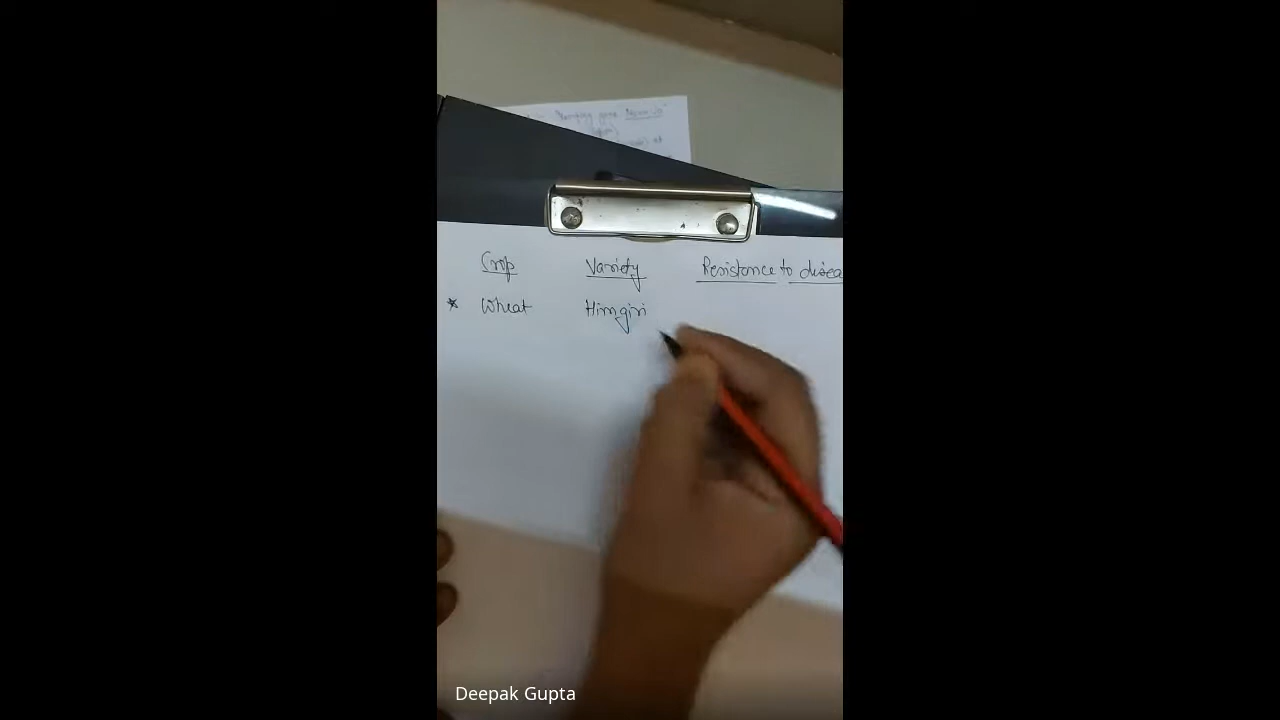 Crop Variety Resistance to disea
* Wheat Himgiri
Deepak Gupta